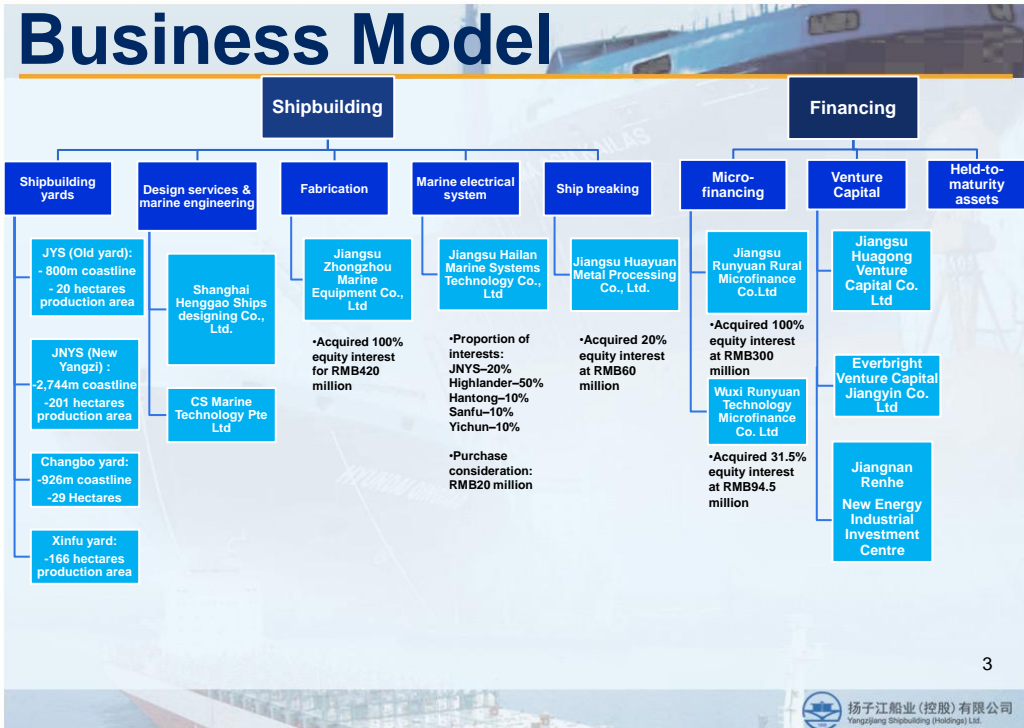 Business Model
Shipbuilding
Shipbuilding
yards
JYS (Old yard):
- 800m coastline
- 20 hectares
production area
JNYS (New
Yangzi) :
-2,744m coastline
-201 hectares
production area
Changbo yard:
-926m coastline
-29 Hectares
Xinfu yard:
-166 hectares
production area
Design services &
marine engineering
Shanghai
Henggao Ships
designing Co.,
Ltd.
CS Marine
Technology Pte
Ltd
Fabrication
Jiangsu
Zhongzhou
Marine
Equipment Co.,
Ltd
•Acquired 100%
equity interest
for RMB420
million
Marine electrical
system
Jiangsu Hailan
Marine Systems
Technology Co.,
Ltd
•Proportion of
interests:
JNYS–20%
Highlander–50%
Hantong–10%
Sanfu–10%
Yichun–10%
•Purchase
consideration:
RMB20 million
Ship breaking
Jiangsu Huayuan
Metal Processing
Co., Ltd.
•Acquired 20%
equity interest
at RMB60
million
Financing
Micro-
financing
Jiangsu
Runyuan Rural
Microfinance
Co.Ltd
•Acquired 100%
equity interest
at RMB300
million
Wuxi Runyuan
Technology
Microfinance
Co. Ltd
•Acquired 31.5%
equity interest
at RMB94.5
million
Venture
Capital
Jiangsu
Huagong
Venture
Capital Co.
Ltd
Everbright
Venture Capital
Jiangyin Co.
Ltd
Jiangnan
Renhe
New Energy
Industrial
Investment
Centre
Held-to-
maturity
assets
3
扬子江船业(控股)有限公司
Yangzijiang Shipbuilding (Holdings) Ltd.